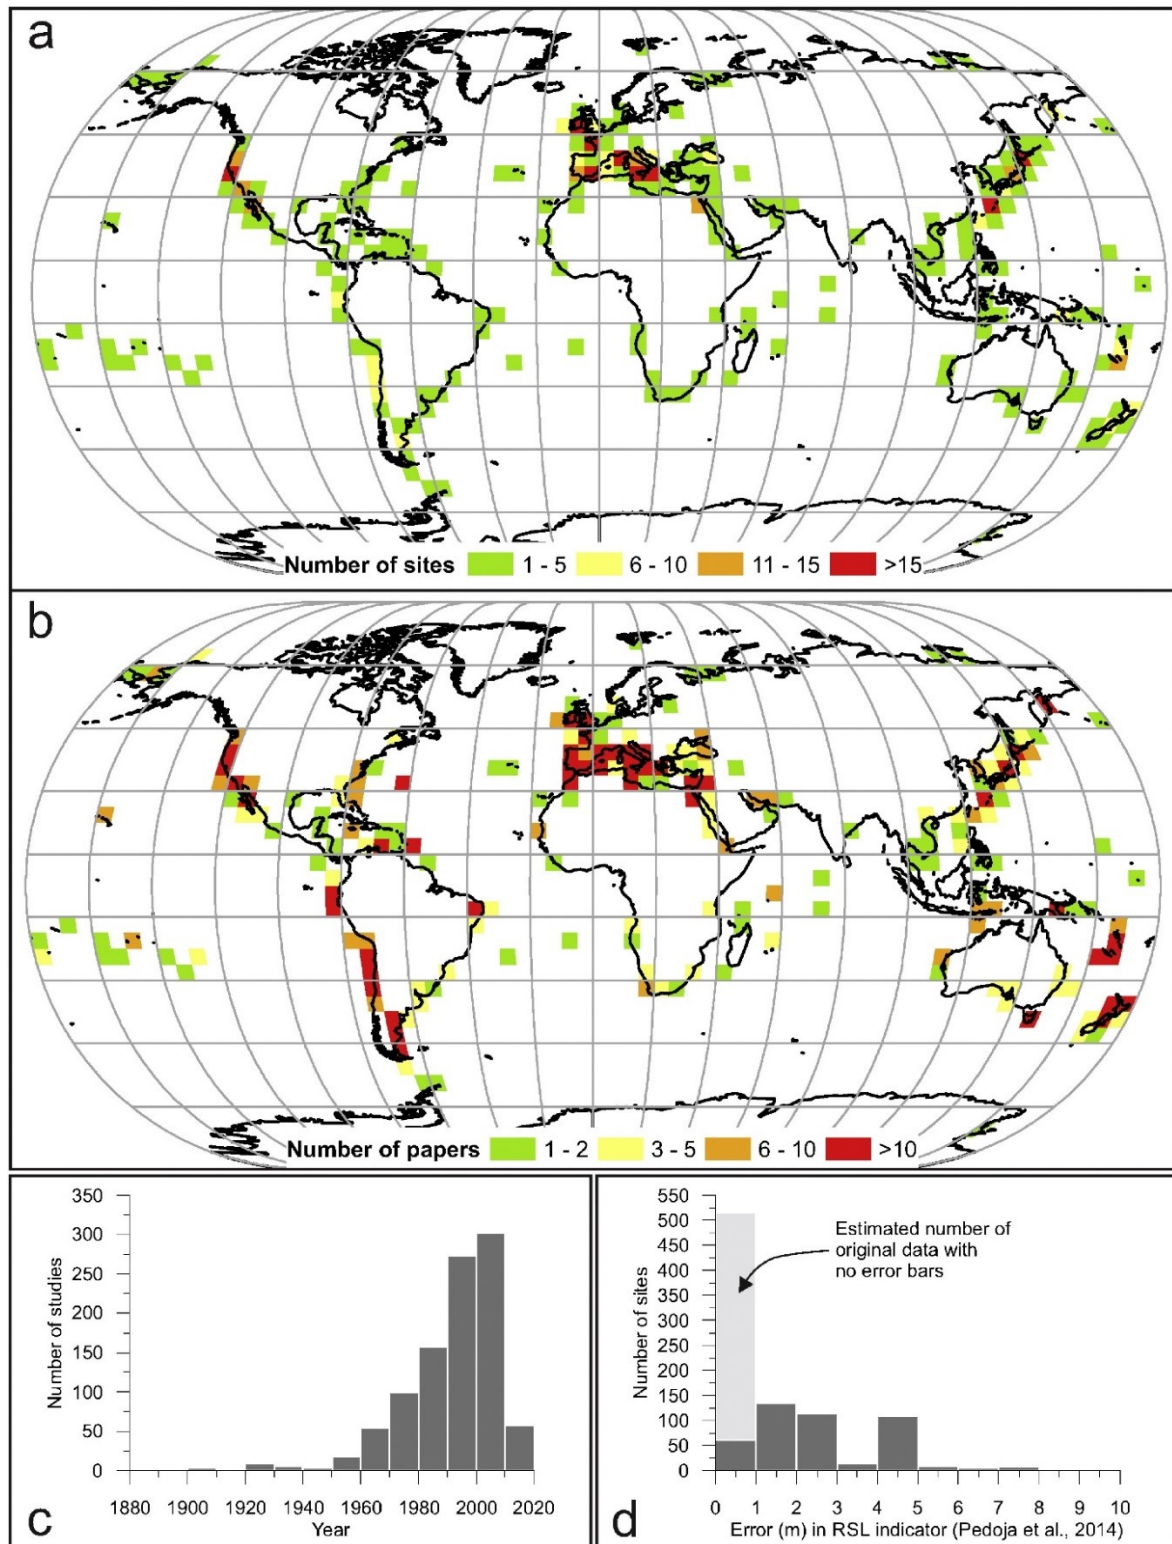 a
Number of sites 1 - 5 6 - 10 11 - 15 >15
b
Number of papers 1 - 2 3 - 5 6 - 10 >10
350
300
250
200
150
100
50
0
Number of studies
1880 1900 1920 1940 1960 1980 2000 2020
Year
c
550
500
450
400
350
300
250
200
150
100
50
0
Number of sites
Estimated number of
original data with
no error bars
0 1 2 3 4 5 6 7 8 9 10
Error (m) in RSL indicator (Pedoja et al., 2014)
d